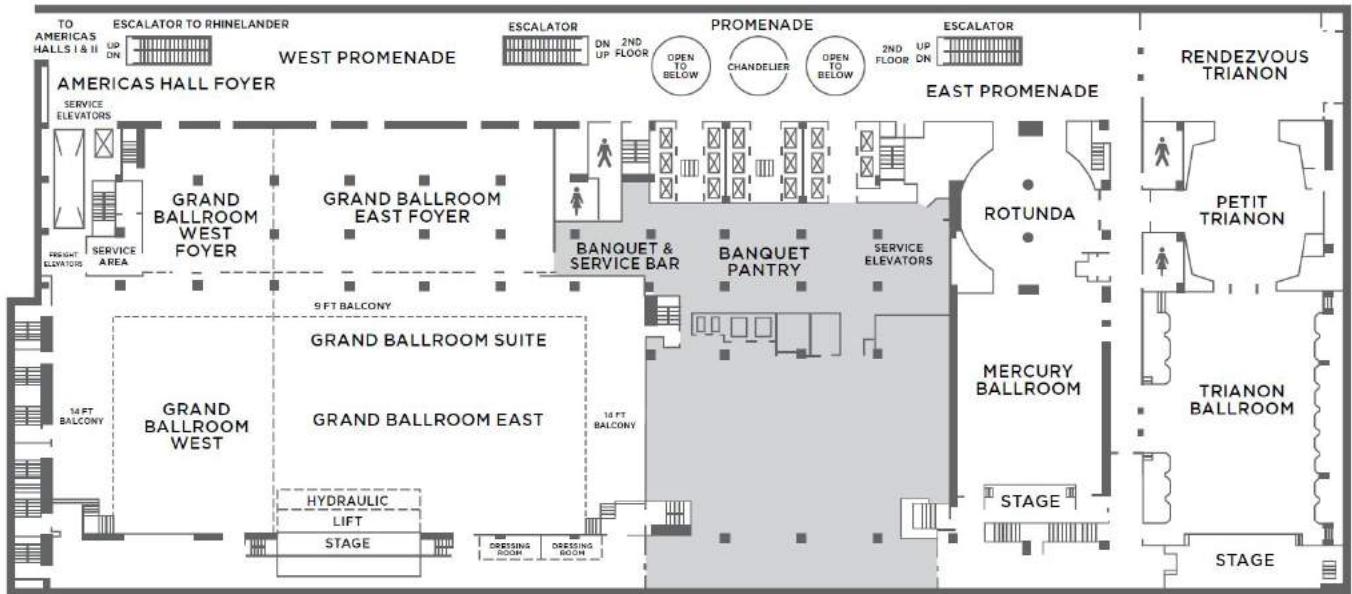 TO
AMERICAS
HALLS I & II
ESCALATOR TO RHINELANDER
UP
DN
WEST PROMENADE
ESCALATOR
DN
UP
2ND
FLOOR
PROMENADE
OPEN
TO
BELOW
CHANDELIER
OPEN
TO
BELOW
2ND
FLOOR
UP
DN
ESCALATOR
EAST PROMENADE
RENDEZVOUS
TRIANON
AMERICAS HALL FOYER
SERVICE
ELEVATORS
GRAND
BALLROOM
WEST
FOYER
GRAND BALLROOM
EAST FOYER
ROTUNDA
PETIT
TRIANON
FREIGHT
ELEVATORS
SERVICE
AREA
BANQUET &
SERVICE BAR
BANQUET
PANTRY
SERVICE
ELEVATORS
9 FT BALCONY
GRAND BALLROOM SUITE
14 FT
BALCONY
GRAND
BALLROOM
WEST
GRAND BALLROOM EAST
14 FT
BALCONY
MERCURY
BALLROOM
TRIANON
BALLROOM
HYDRAULIC
LIFT
STAGE
DRESSING
ROOM
DRESSING
ROOM
STAGE
STAGE